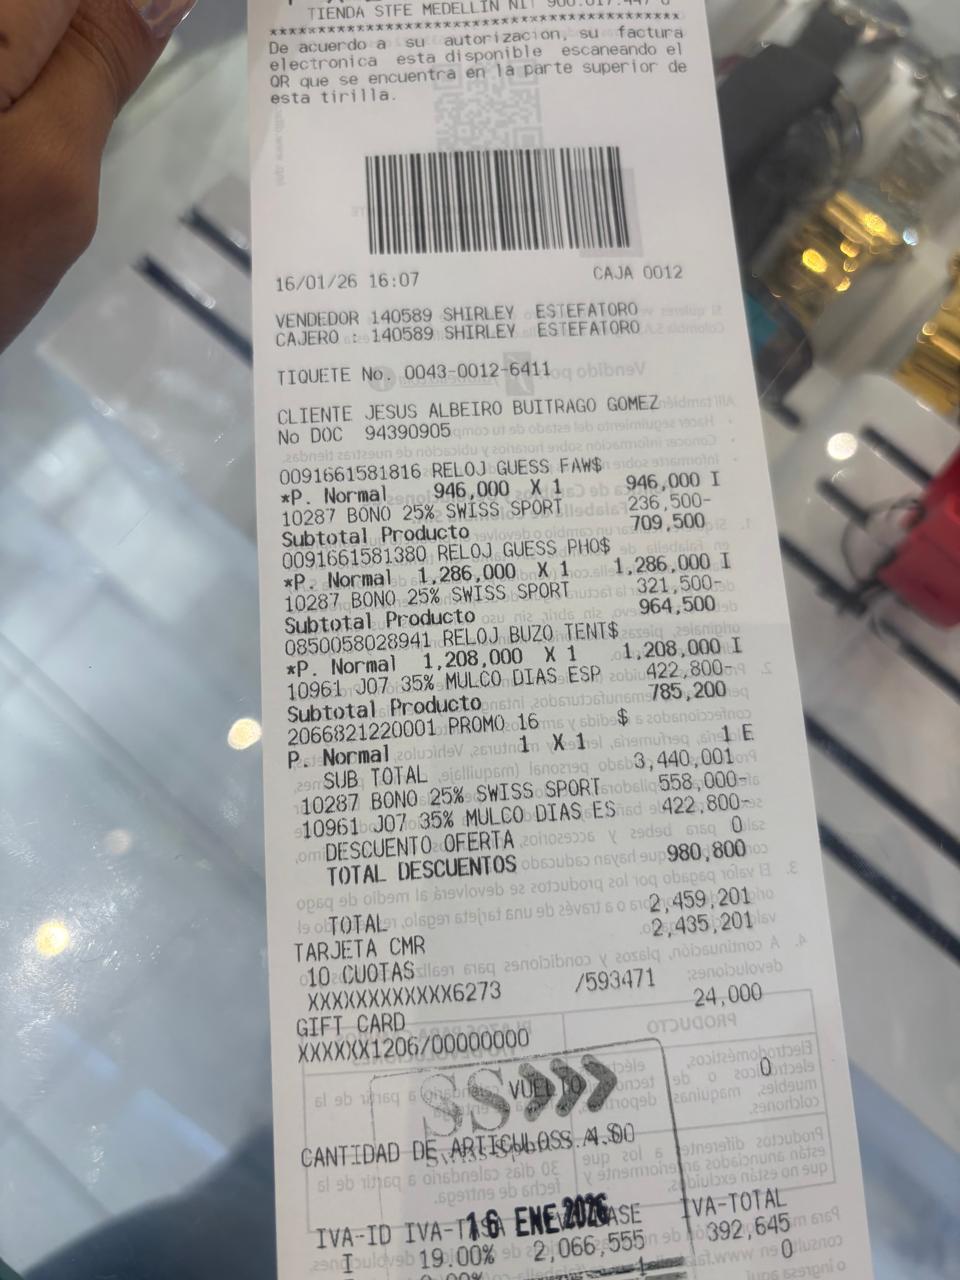 TIENDA STFE MEDELLIN NIT
****************************************
De acuerdo a su autorizacion, su factura
electronica esta disponible escaneando el
QR que se encuentra en la parte superior de
esta tirilla.
16/01/26 16:07 CAJA 0012
VENDEDOR 140589 SHIRLEY ESTEFATORO
CAJERO : 140589 SHIRLEY ESTEFATORO
TIQUETE No. 0043-0012-6411
CLIENTE JESUS ALBEIRO BUITRAGO GOMEZ
No DOC 94390905
0091661581816 RELOJ GUESS FAW$
*P. Normal 946,000 X 1 946,000 I
10287 BONO 25% SWISS SPORT 236,500-
Subtotal Producto 709,500
0091661581380 RELOJ GUESS PHO$
*P. Normal 1,286,000 X 1 1,286,000 I
10287 BONO 25% SWISS SPORT 321,500-
Subtotal Producto 964,500
0850058028941 RELOJ BUZO TENT$
*P. Normal 1,208,000 X 1 1,208,000 I
10961 J07 35% MULCO DIAS ESP 422,800-
Subtotal Producto 785,200
2066821220001 PROMO 16 $
P. Normal 1 X 1 1 E
SUB TOTAL 3,440,001
10287 BONO 25% SWISS SPORT 558,000-
10961 J07 35% MULCO DIAS ES 422,800-
DESCUENTO OFERTA 0
TOTAL DESCUENTOS 980,800
TOTAL 2,459,201
TARJETA CMR 2,435,201
10 CUOTAS
XXXXXXXXXXXX6273 /593471
GIFT CARD 24,000
XXXXXX1206/00000000
SS
VUELTO 0
CANTIDAD DE ARTICULOS 4.00
16 ENE 2026
IVA-ID IVA-TASA IVA-TOTAL
I 19.00% 2,066,555 392,645
0